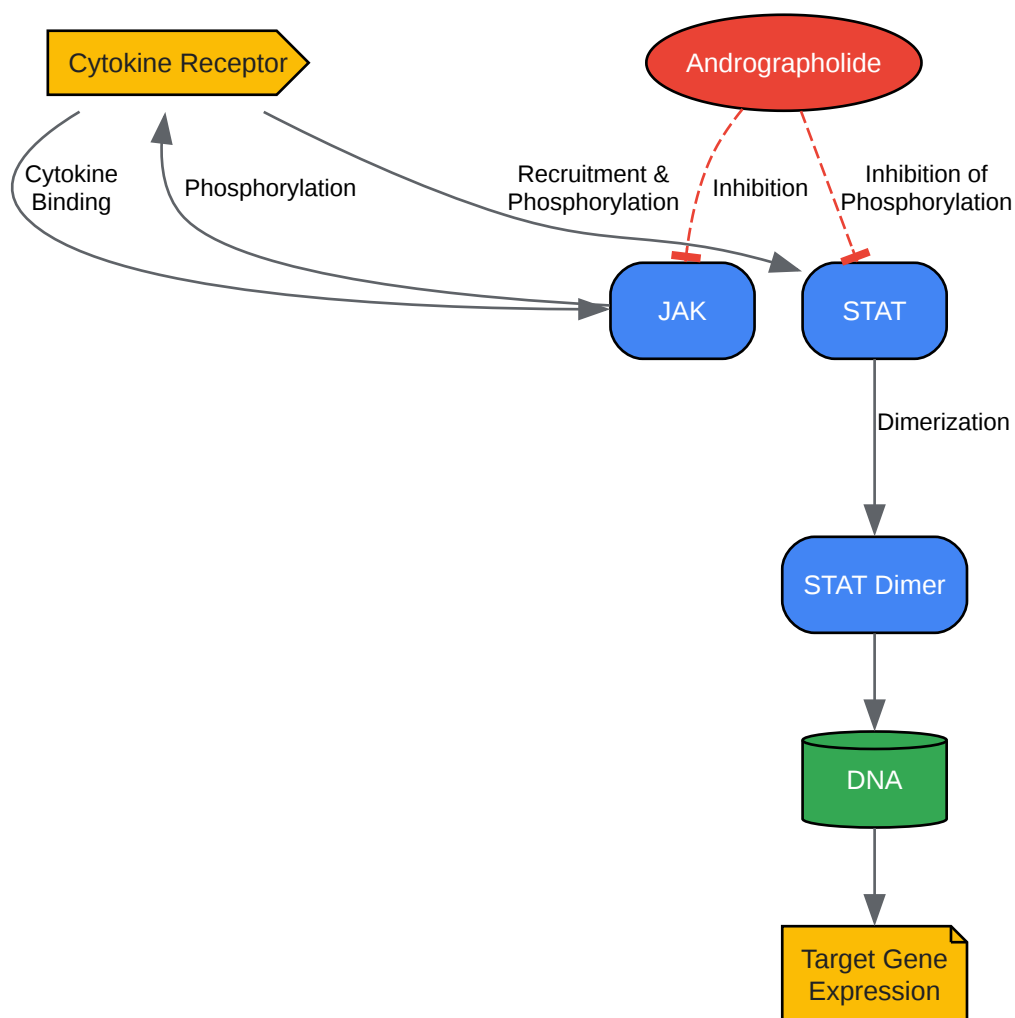 Cytokine Receptor
Andrographolide
Cytokine
Binding
Phosphorylation
Recruitment &
Phosphorylation
Inhibition
Inhibition of
Phosphorylation
JAK
STAT
Dimerization
STAT Dimer
DNA
Target Gene
Expression